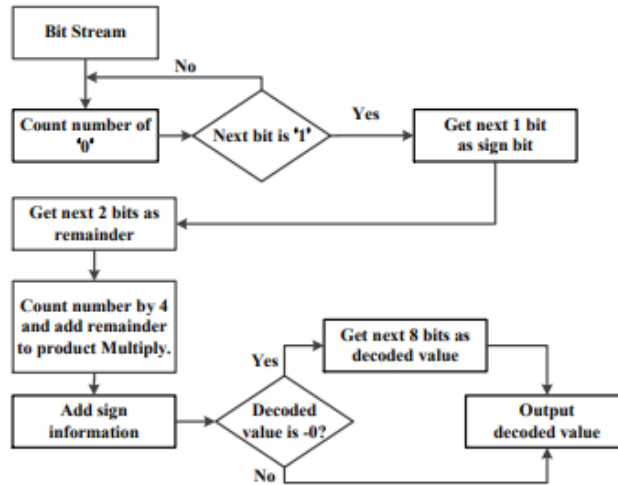 Bit Stream
No
Count number of
'0'
Next bit is '1'
Yes
Get next 1 bit
as sign bit
Get next 2 bits as
remainder
Count number by 4
and add remainder
to product Multiply.
Add sign
information
Decoded
value is -0?
Yes
Get next 8 bits as
decoded value
No
Output
decoded value